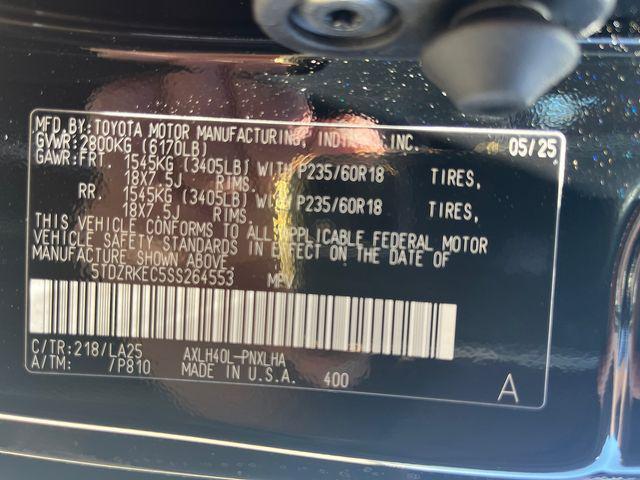 MFD.BY:TOYOTA MOTOR MANUFACTURING, INDIANA, INC. 05/25
GVWR:2800KG (6170LB)
GAWR:FRT. 1545KG (3405LB) WITH P235/60R18 TIRES,
18X7.5J RIMS.
RR 1545KG (3405LB) WITH P235/60R18 TIRES,
18X7.5J RIMS.
THIS VEHICLE CONFORMS TO ALL APPLICABLE FEDERAL MOTOR
VEHICLE SAFETY STANDARDS IN EFFECT ON THE DATE OF
MANUFACTURE SHOWN ABOVE
5TDZRKEC5SS264553 MPV
C/TR:218/LA25 AXLH40L-PNXLHA
A/TM: /P810 MADE IN U.S.A. 400 A